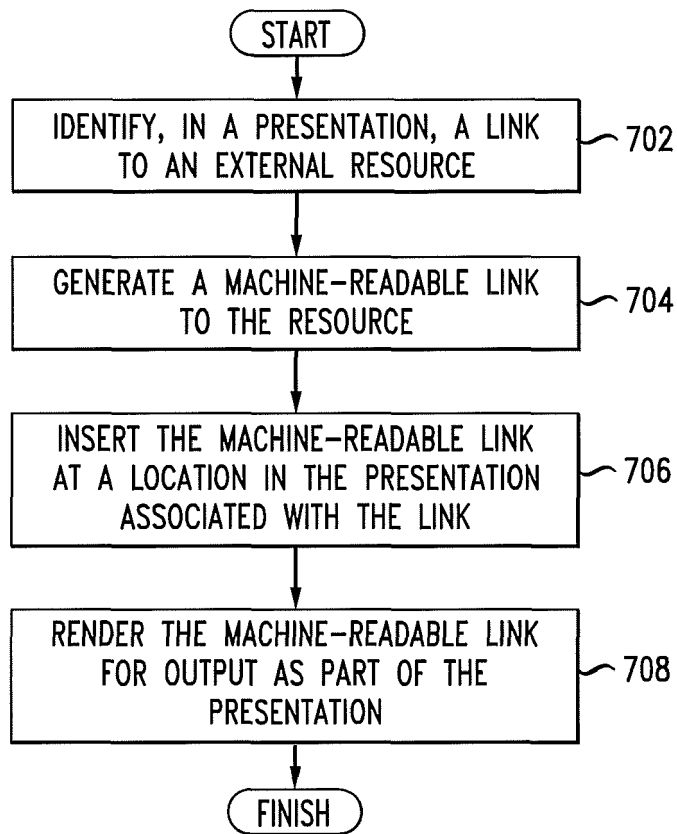 START
IDENTIFY, IN A PRESENTATION, A LINK
TO AN EXTERNAL RESOURCE
702
GENERATE A MACHINE-READABLE LINK
TO THE RESOURCE
704
INSERT THE MACHINE-READABLE LINK
AT A LOCATION IN THE PRESENTATION
ASSOCIATED WITH THE LINK
706
RENDER THE MACHINE-READABLE LINK
FOR OUTPUT AS PART OF THE
PRESENTATION
708
FINISH